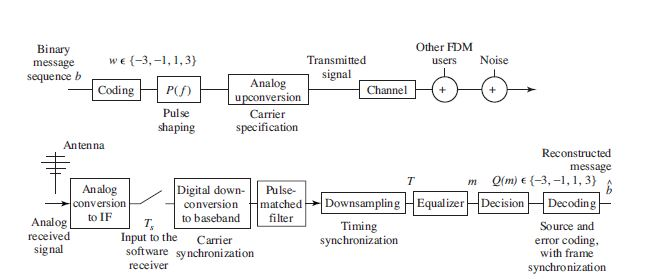 Binary
message
sequence b
w ϵ {−3, −1, 1, 3}
Coding
P(f)
Pulse
shaping
Analog
upconversion
Carrier
specification
Transmitted
signal
Channel
Other FDM
users
+
Noise
+
Antenna
Analog
received
signal
Analog
conversion
to IF
Tₛ
Input to the
software
receiver
Digital down-
conversion
to baseband
Carrier
synchronization
Pulse-
matched
filter
Downsampling
Timing
synchronization
T
Equalizer
m
Decision
Q(m) ϵ {−3, −1, 1, 3}
Decoding
Source and
error coding,
with frame
synchronization
Reconstructed
message
b̂